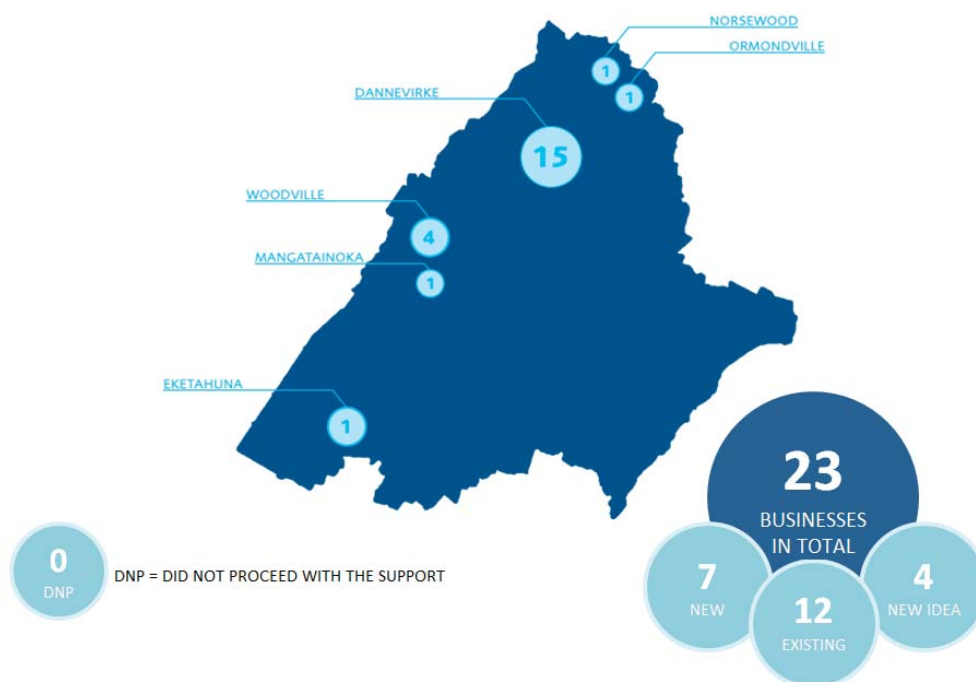 NORSEWOOD
1
ORMONDVILLE
1
DANNEVIRKE
15
WOODVILLE
4
MANGATAINOKA
1
EKETAHUNA
1
23
BUSINESSES
IN TOTAL
7
NEW
12
EXISTING
4
NEW IDEA
0
DNP
DNP = DID NOT PROCEED WITH THE SUPPORT